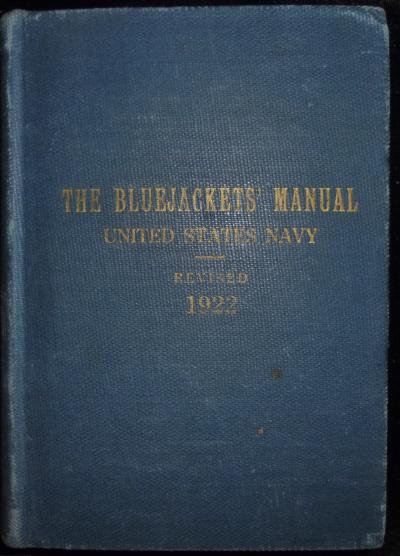 THE BLUEJACKETS' MANUAL
UNITED STATES NAVY
REVISED
1922